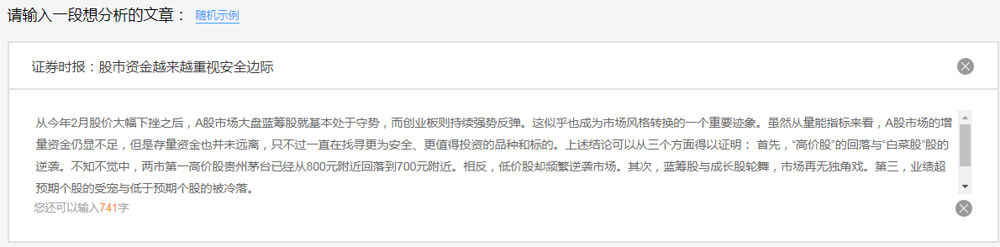 请输入一段想分析的文章： 随机示例
证券时报：股市资金越来越重视安全边际
从今年2月股价大幅下挫之后，A股市场大盘蓝筹股就基本处于守势，而创业板则持续强势反弹。这似乎也成为市场风格转换的一个重要迹象。虽然从量能指标来看，A股市场的增
量资金仍显不足，但是存量资金也并未远离，只不过一直在找寻更为安全、更值得投资的品种和标的。上述结论可以从三个方面得以证明： 首先，“高价股”的回落与“白菜股”股的
逆袭。不知不觉中，两市第一高价股贵州茅台已经从800元附近回落到700元附近。相反，低价股却频繁逆袭市场。其次，蓝筹股与成长股轮舞，市场再无独角戏。第三，业绩超
预期个股的受宠与低于预期个股的被冷落。
您还可以输入741字